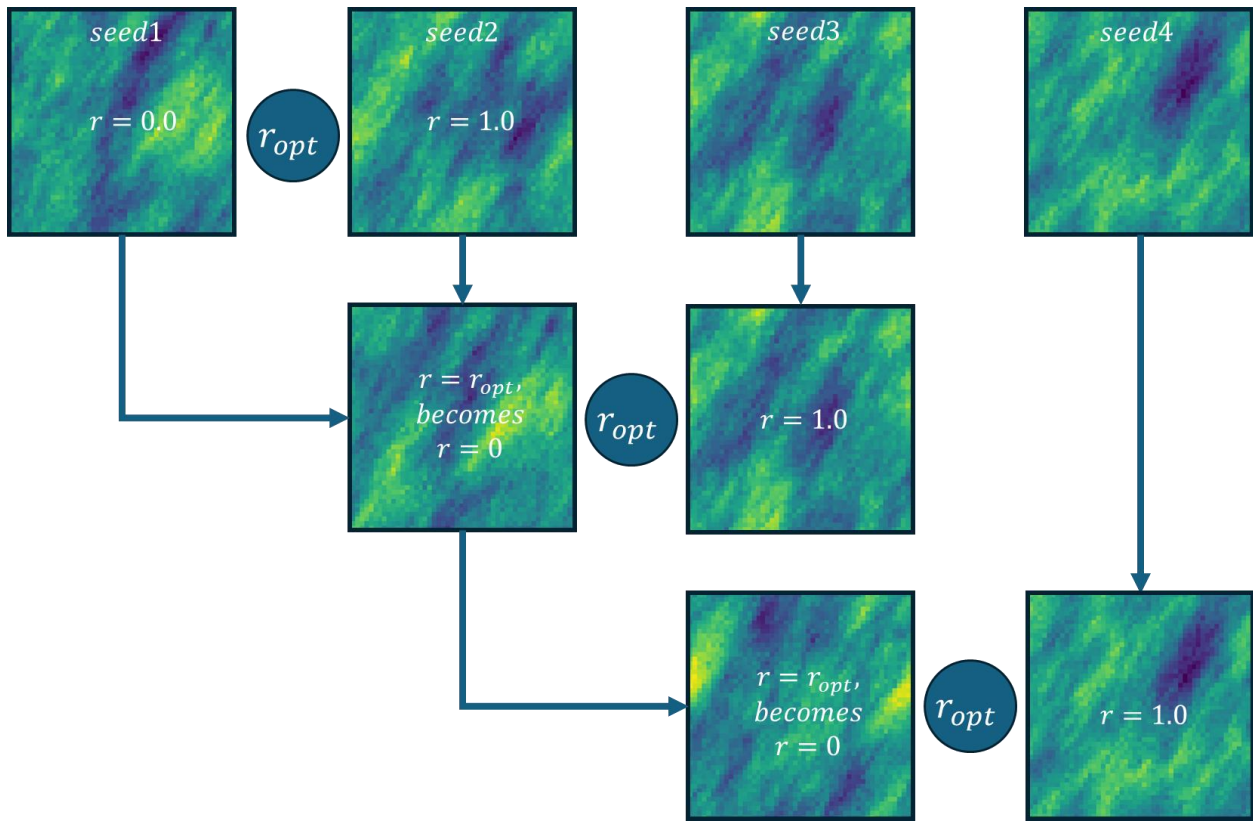 seed1
seed2
seed3
seed4
r = 0.0
r_opt
r = 1.0
r = r_opt,
becomes
r = 0
r_opt
r = 1.0
r = r_opt,
becomes
r = 0
r_opt
r = 1.0